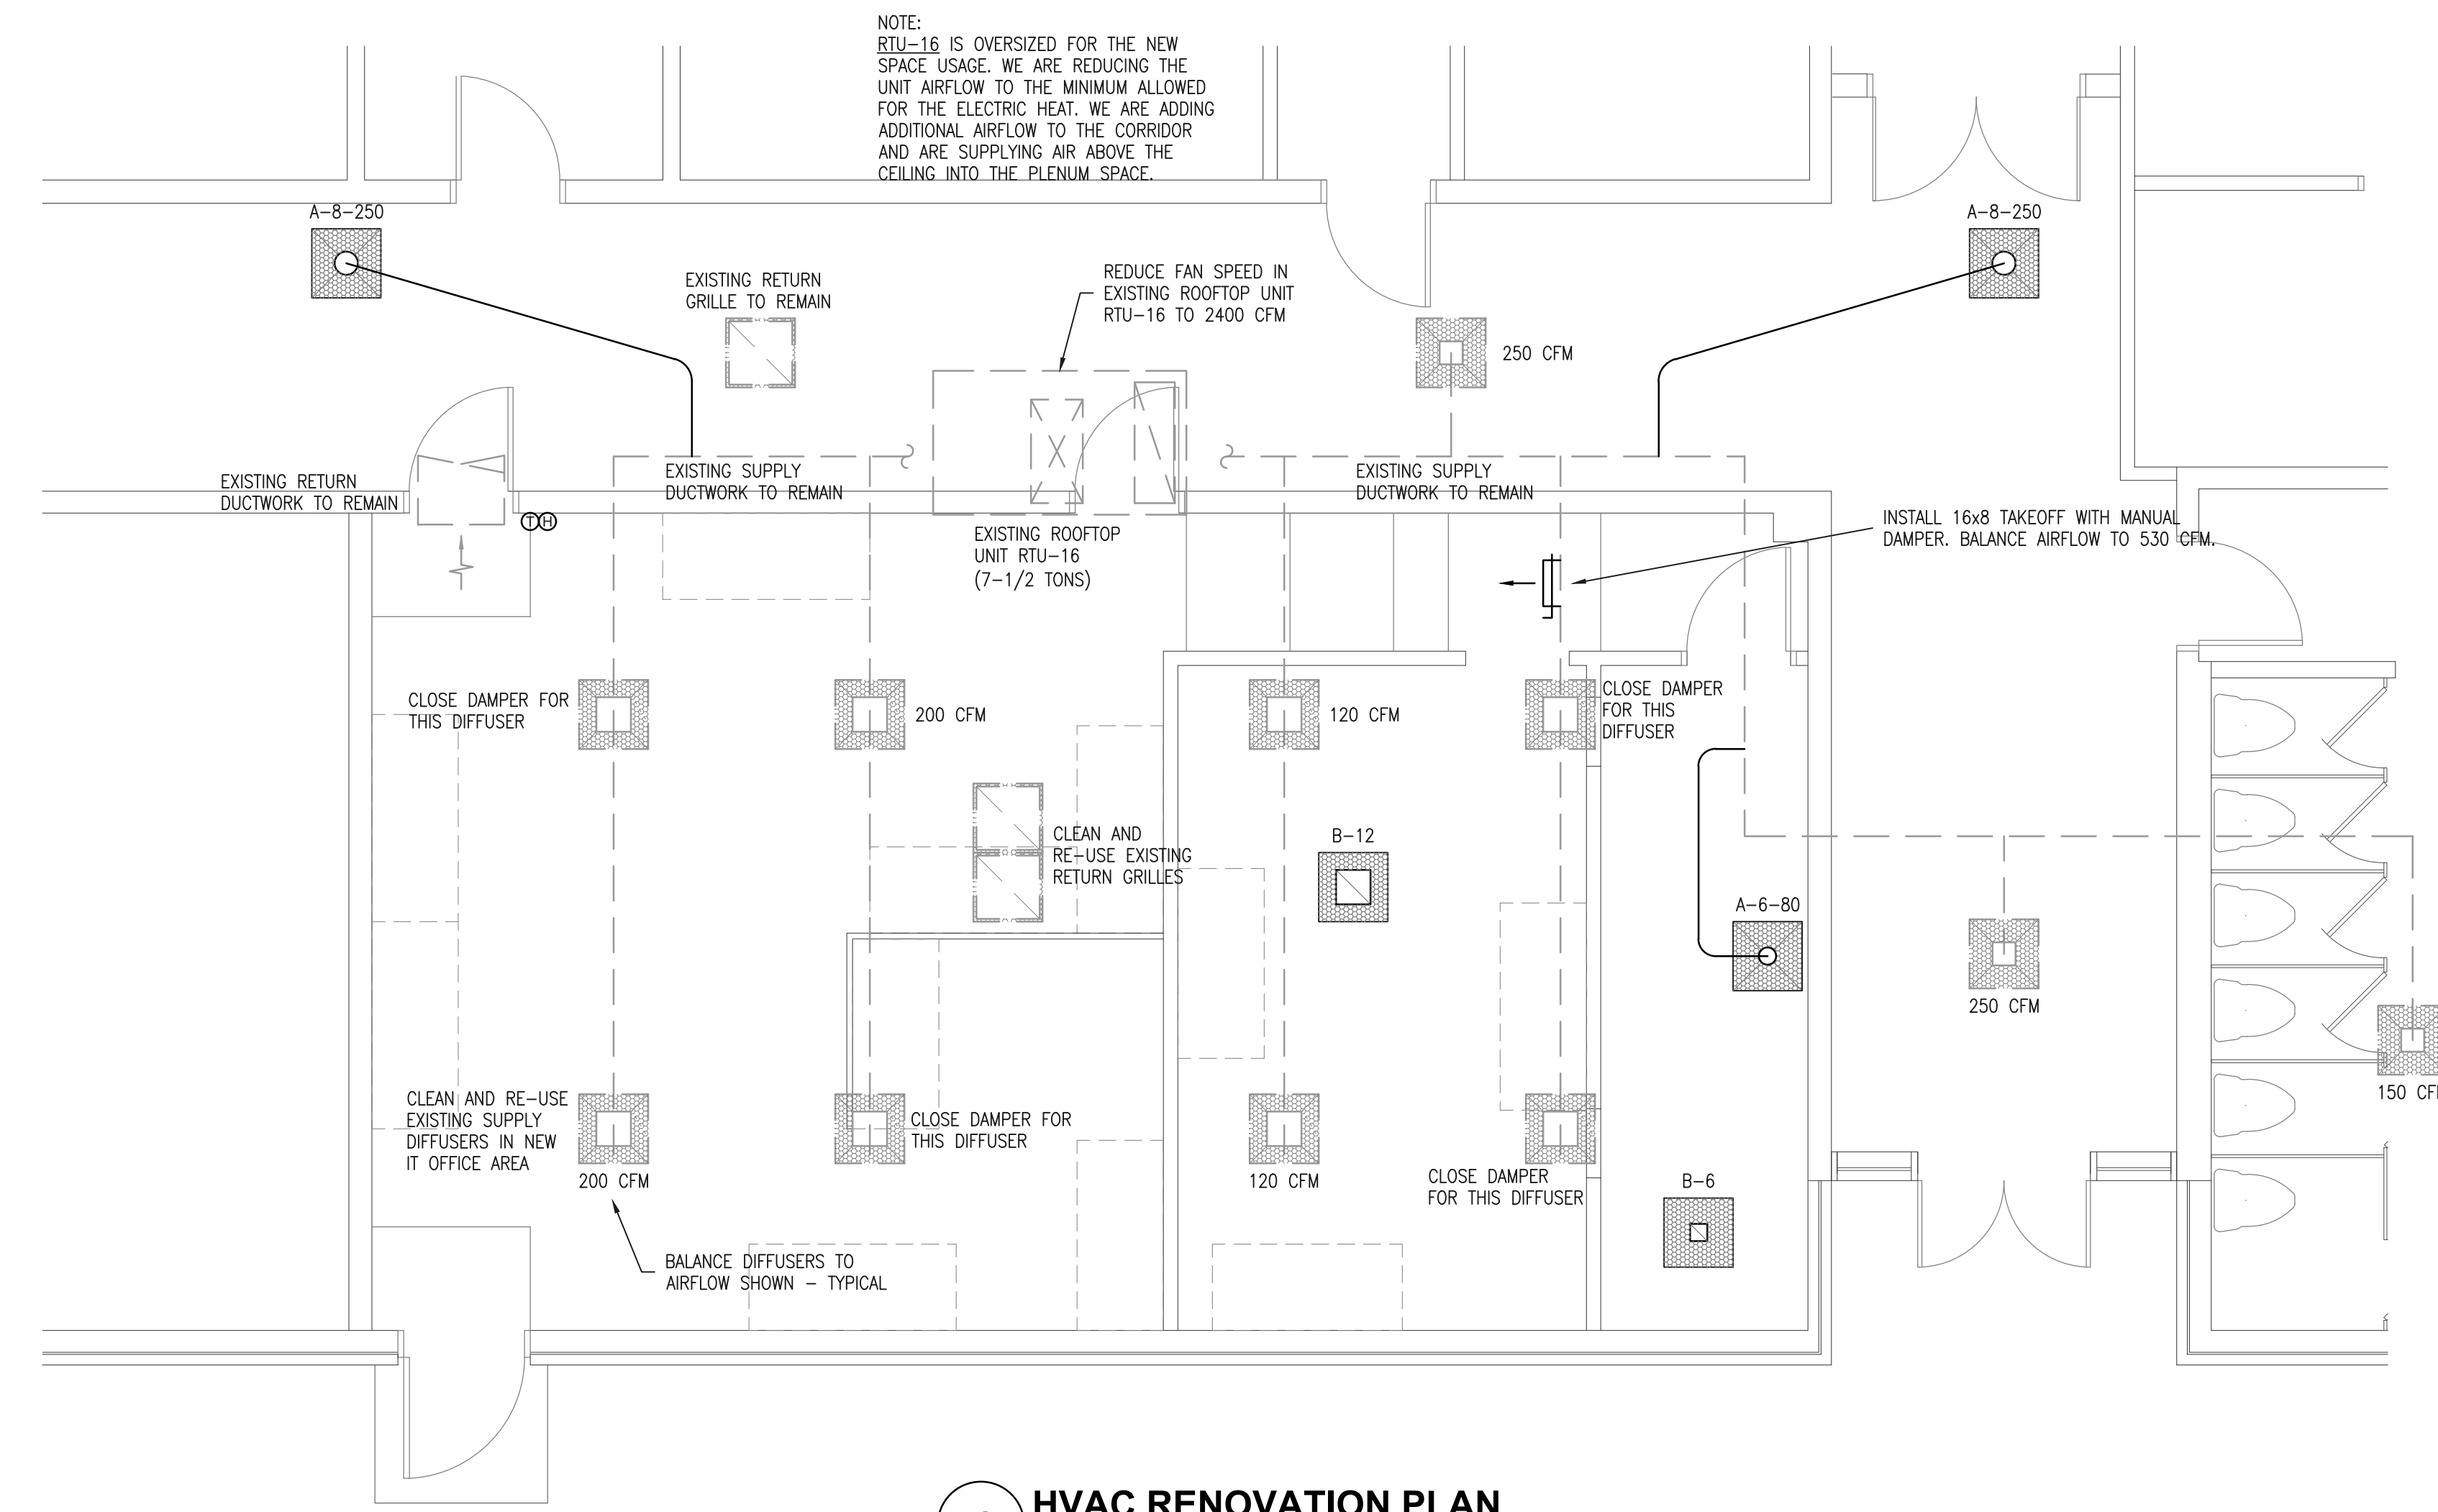 NOTE:
RTU-16 IS OVERSIZED FOR THE NEW
SPACE USAGE. WE ARE REDUCING THE
UNIT AIRFLOW TO THE MINIMUM ALLOWED
FOR THE ELECTRIC HEAT. WE ARE ADDING
ADDITIONAL AIRFLOW TO THE CORRIDOR
AND ARE SUPPLYING AIR ABOVE THE
CEILING INTO THE PLENUM SPACE.
A-8-250
A-8-250
EXISTING RETURN
GRILLE TO REMAIN
REDUCE FAN SPEED IN
EXISTING ROOFTOP UNIT
RTU-16 TO 2400 CFM
250 CFM
EXISTING RETURN
DUCTWORK TO REMAIN
EXISTING SUPPLY
DUCTWORK TO REMAIN
EXISTING SUPPLY
DUCTWORK TO REMAIN
T H
EXISTING ROOFTOP
UNIT RTU-16
(7-1/2 TONS)
INSTALL 16x8 TAKEOFF WITH MANUAL
DAMPER. BALANCE AIRFLOW TO 530 CFM.
CLOSE DAMPER FOR
THIS DIFFUSER
200 CFM
120 CFM
CLOSE DAMPER
FOR THIS
DIFFUSER
CLEAN AND
RE-USE EXISTING
RETURN GRILLES
B-12
A-6-80
250 CFM
150 CF
CLEAN AND RE-USE
EXISTING SUPPLY
DIFFUSERS IN NEW
IT OFFICE AREA
200 CFM
CLOSE DAMPER FOR
THIS DIFFUSER
120 CFM
CLOSE DAMPER
FOR THIS DIFFUSER
B-6
BALANCE DIFFUSERS TO
AIRFLOW SHOWN - TYPICAL
HVAC RENOVATION PLAN